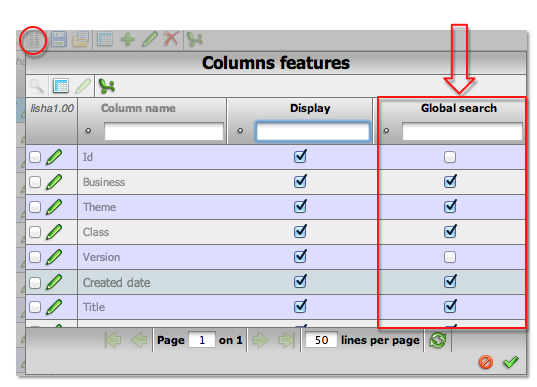 Columns features
lisha1.00 Column name Display Global search
Id
Business
Theme
Class
Version
Created date
Title
Page 1 on 1 50 lines per page